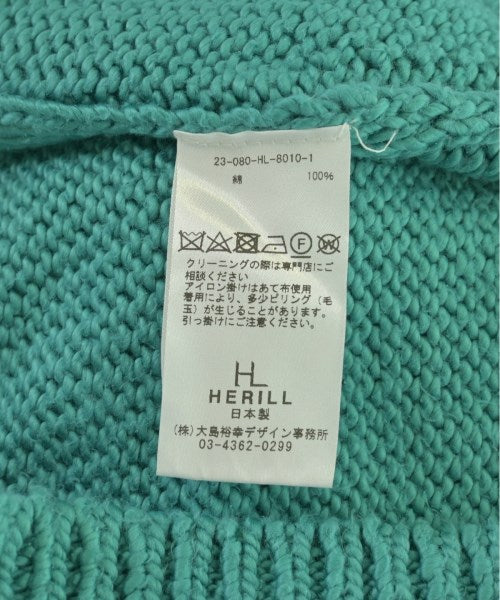 23-080-HL-8010-1
綿 100%
クリーニングの際は専門店にご
相談ください
アイロン掛けはあて布使用
着用により、多少ピリング(毛
玉)が生じることがあります。
引っ掛けにご注意ください。
HL
HERILL
日本製
(株)大島裕幸デザイン事務所
03-4362-0299